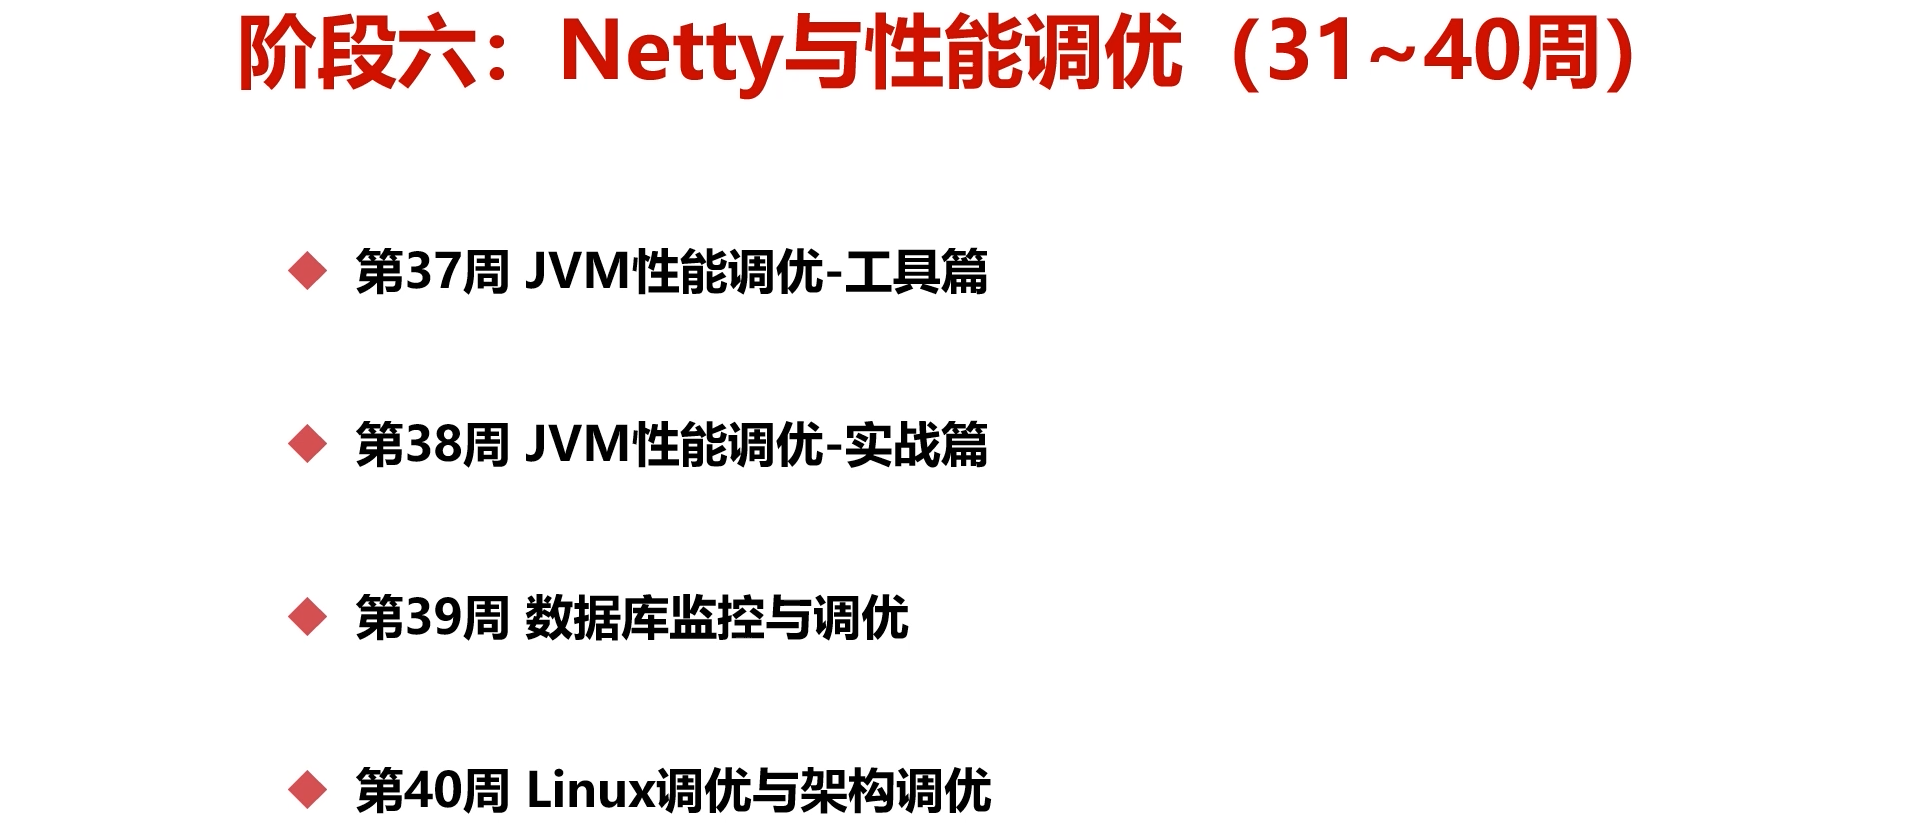 阶段六：Netty与性能调优（31~40周）
第37周 JVM性能调优-工具篇
第38周 JVM性能调优-实战篇
第39周 数据库监控与调优
第40周 Linux调优与架构调优